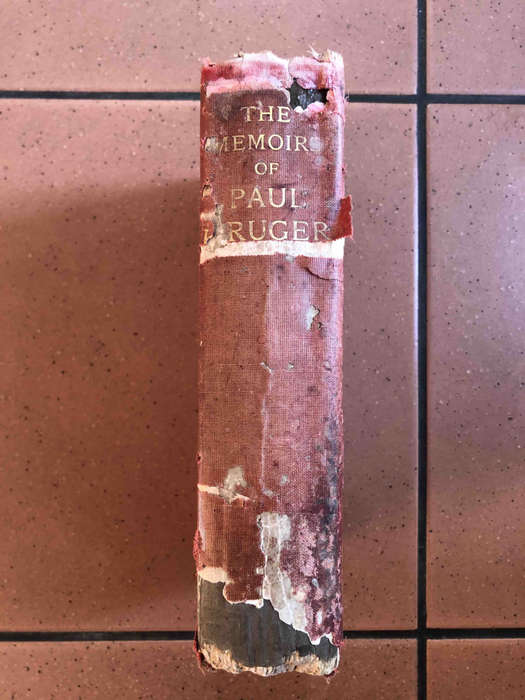 THE
MEMOIRS
OF
PAUL
KRUGER